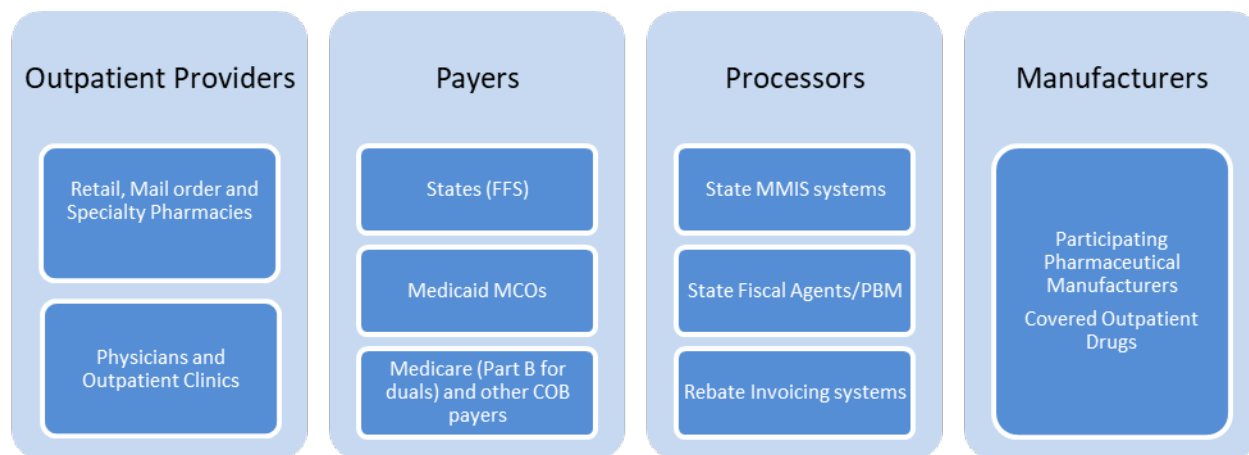 Outpatient Providers
Retail, Mail order and
Specialty Pharmacies
Physicians and
Outpatient Clinics
Payers
States (FFS)
Medicaid MCOs
Medicare (Part B for
duals) and other COB
payers
Processors
State MMIS systems
State Fiscal Agents/PBM
Rebate Invoicing systems
Manufacturers
Participating
Pharmaceutical
Manufacturers
Covered Outpatient
Drugs